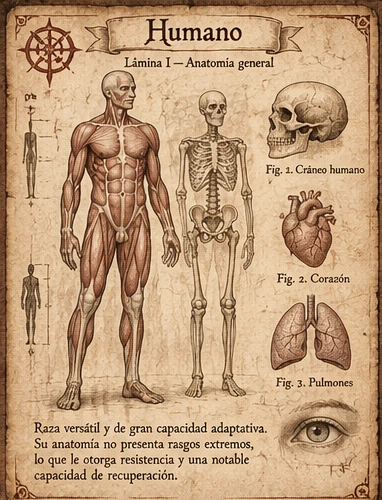 Humano
Lámina I — Anatomía general
Fig. 1. Cráneo humano
Fig. 2. Corazón
Fig. 3. Pulmones
Raza versátil y de gran capacidad adaptativa.
Su anatomía no presenta rasgos extremos,
lo que le otorga resistencia y una notable
capacidad de recuperación.